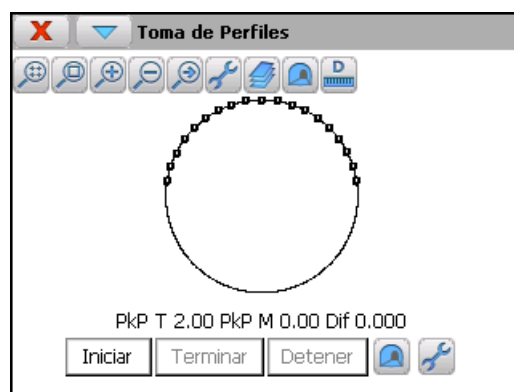 X Toma de Perfiles
D
PkP T 2.00 PkP M 0.00 Dif 0.000
Iniciar Terminar Detener